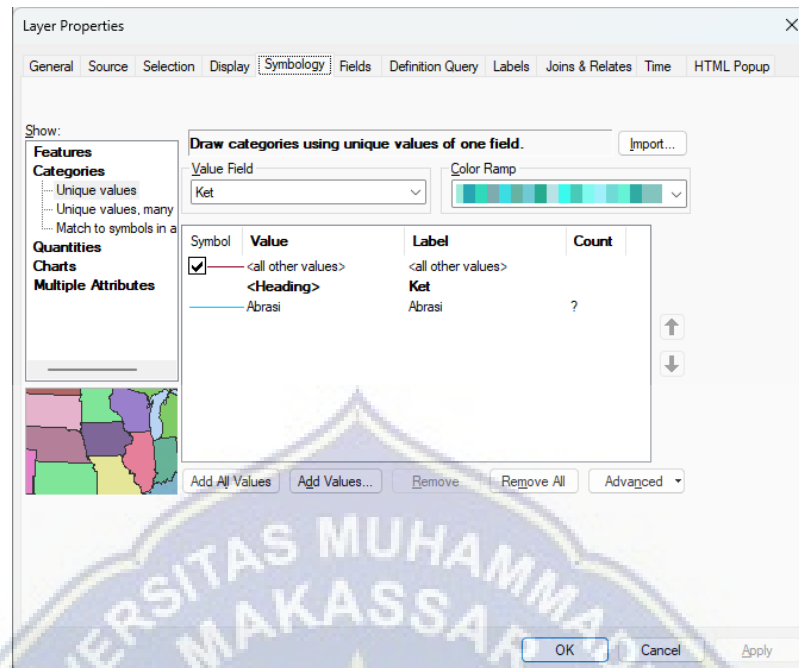 Layer Properties
General Source Selection Display Symbology Fields Definition Query Labels Joins & Relates Time HTML Popup
Show:
Features
Categories
Unique values
Unique values, many
Match to symbols in a
Quantities
Charts
Multiple Attributes
Draw categories using unique values of one field.
Import...
Value Field
Ket
Color Ramp
Symbol Value Label Count
<all other values> <all other values>
<Heading> Ket
Abrasi Abrasi ?
Add All Values Add Values... Remove Remove All Advanced
OK Cancel Apply
MUHAMMA
MAKASSAR